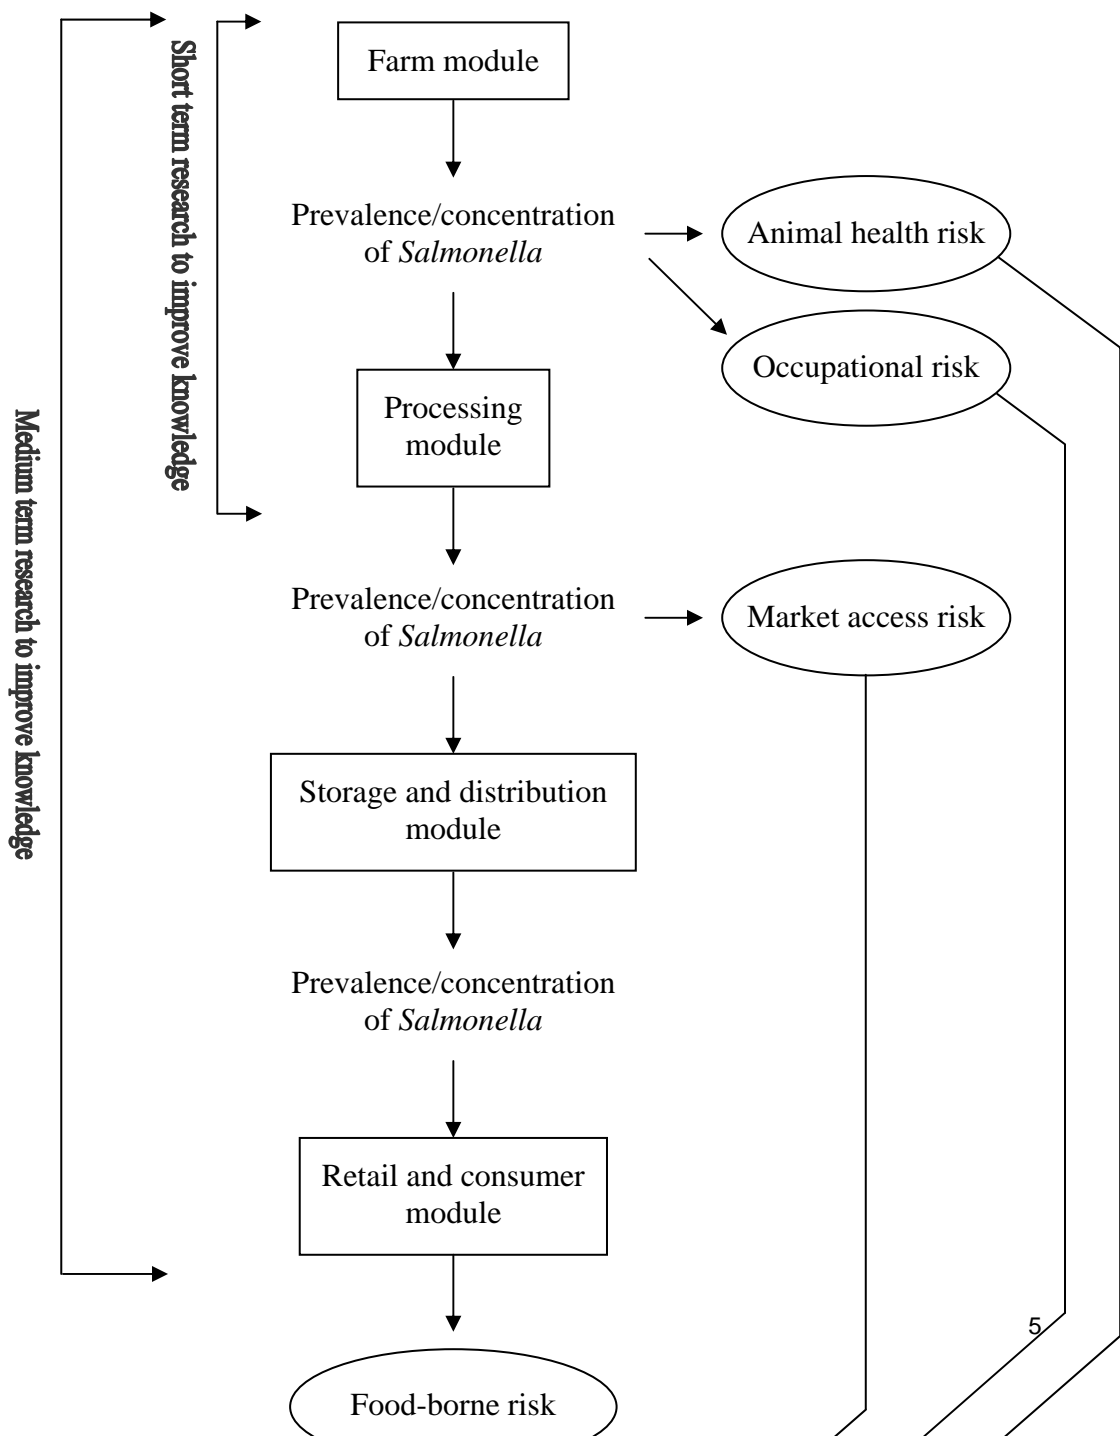 Farm module
Short term research to improve knowledge
Medium term research to improve knowledge
Prevalence/concentration
of Salmonella
Animal health risk
Occupational risk
Processing
module
Prevalence/concentration
of Salmonella
Market access risk
Storage and distribution
module
Prevalence/concentration
of Salmonella
Retail and consumer
module
5
Food-borne risk